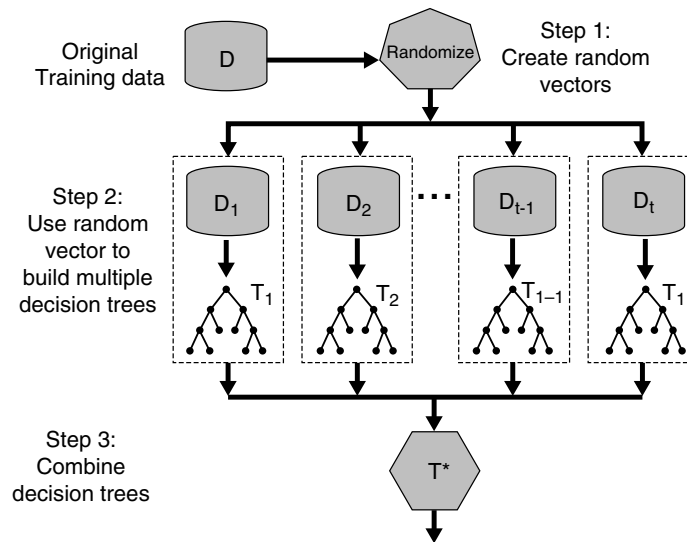 Original
Training data
D
Randomize
Step 1:
Create random
vectors
Step 2:
Use random
vector to
build multiple
decision trees
D1
D2
...
Dt-1
Dt
T1
T2
T1–1
T1
Step 3:
Combine
decision trees
T*